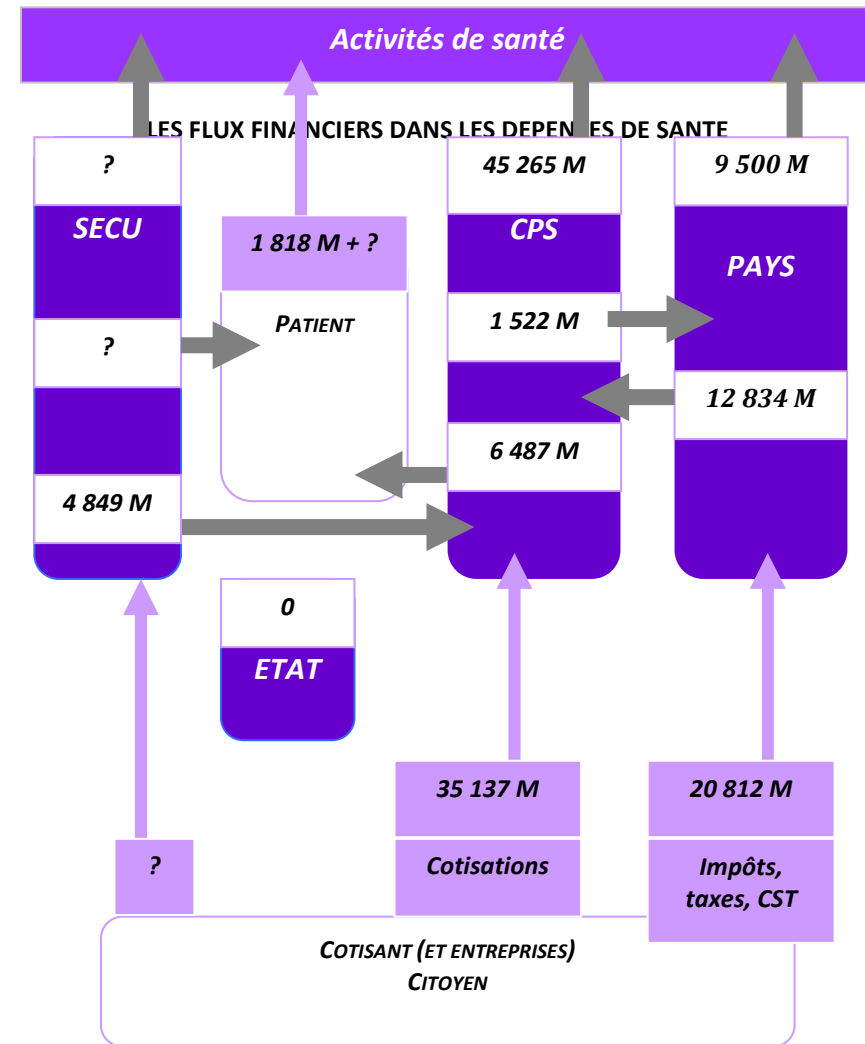 Activités de santé
LES FLUX FINANCIERS DANS LES DEPENSES DE SANTE
?
45 265 M
9 500 M
SECU
1 818 M + ?
CPS
PAYS
PATIENT
1 522 M
?
12 834 M
6 487 M
4 849 M
0
ETAT
35 137 M
20 812 M
?
Cotisations
Impôts,
taxes, CST
COTISANT (ET ENTREPRISES)
CITOYEN